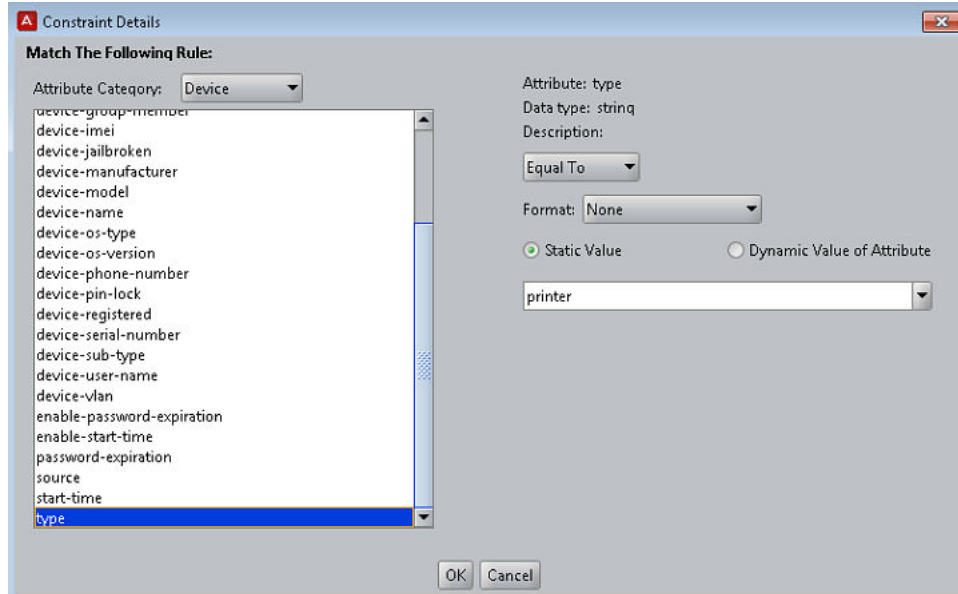 Constraint Details
Match The Following Rule:
Attribute Category: Device
device-group-member
device-imei
device-jailbroken
device-manufacturer
device-model
device-name
device-os-type
device-os-version
device-phone-number
device-pin-lock
device-registered
device-serial-number
device-sub-type
device-user-name
device-vlan
enable-password-expiration
enable-start-time
password-expiration
source
start-time
type
Attribute: type
Data type: string
Description:
Equal To
Format: None
Static Value Dynamic Value of Attribute
printer
OK Cancel